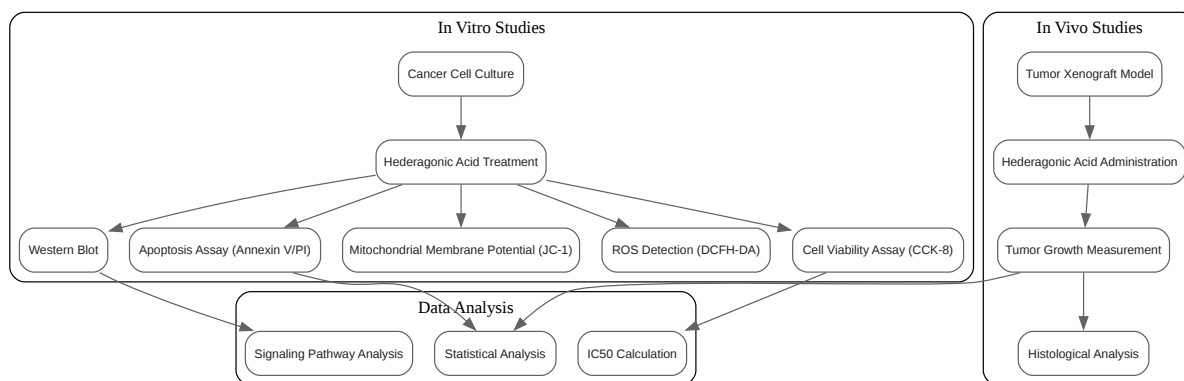 In Vitro Studies
Cancer Cell Culture
Hederagonic Acid Treatment
Western Blot
Apoptosis Assay (Annexin V/PI)
Mitochondrial Membrane Potential (JC-1)
ROS Detection (DCFH-DA)
Cell Viability Assay (CCK-8)
In Vivo Studies
Tumor Xenograft Model
Hederagonic Acid Administration
Tumor Growth Measurement
Histological Analysis
Data Analysis
Signaling Pathway Analysis
Statistical Analysis
IC50 Calculation